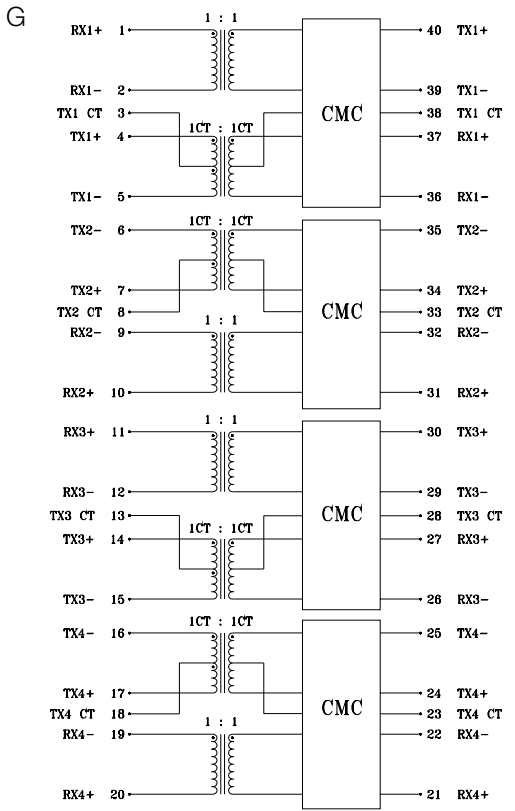 G
1 : 1
RX1+ 1 40 TX1+
RX1- 2 39 TX1-
TX1 CT 3 38 TX1 CT
CMC
1CT : 1CT
TX1+ 4 37 RX1+
TX1- 5 36 RX1-
1CT : 1CT
TX2- 6 35 TX2-
TX2+ 7 34 TX2+
TX2 CT 8 33 TX2 CT
CMC
1 : 1
RX2- 9 32 RX2-
RX2+ 10 31 RX2+
1 : 1
RX3+ 11 30 TX3+
RX3- 12 29 TX3-
TX3 CT 13 28 TX3 CT
CMC
1CT : 1CT
TX3+ 14 27 RX3+
TX3- 15 26 RX3-
1CT : 1CT
TX4- 16 25 TX4-
TX4+ 17 24 TX4+
TX4 CT 18 23 TX4 CT
CMC
1 : 1
RX4- 19 22 RX4-
RX4+ 20 21 RX4+